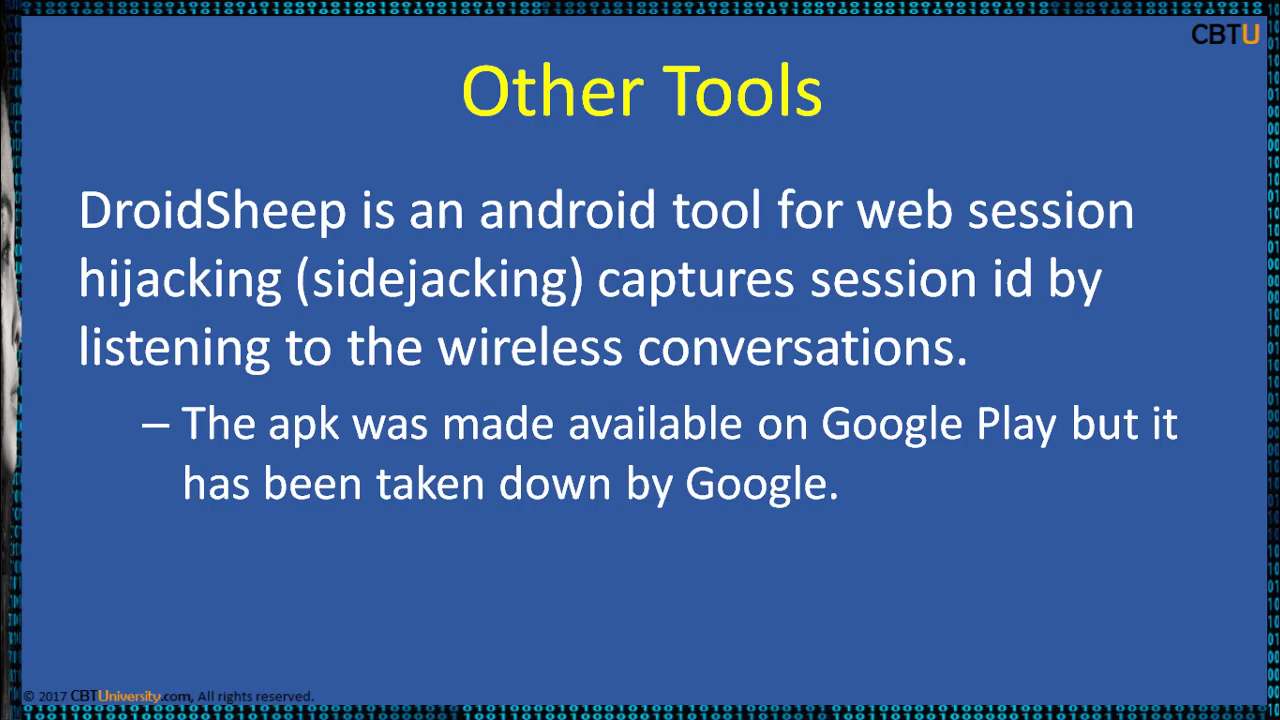 CBTU
Other Tools
DroidSheep is an android tool for web session
hijacking (sidejacking) captures session id by
listening to the wireless conversations.
– The apk was made available on Google Play but it
has been taken down by Google.
© 2017 CBTUniversity.com, All rights reserved.